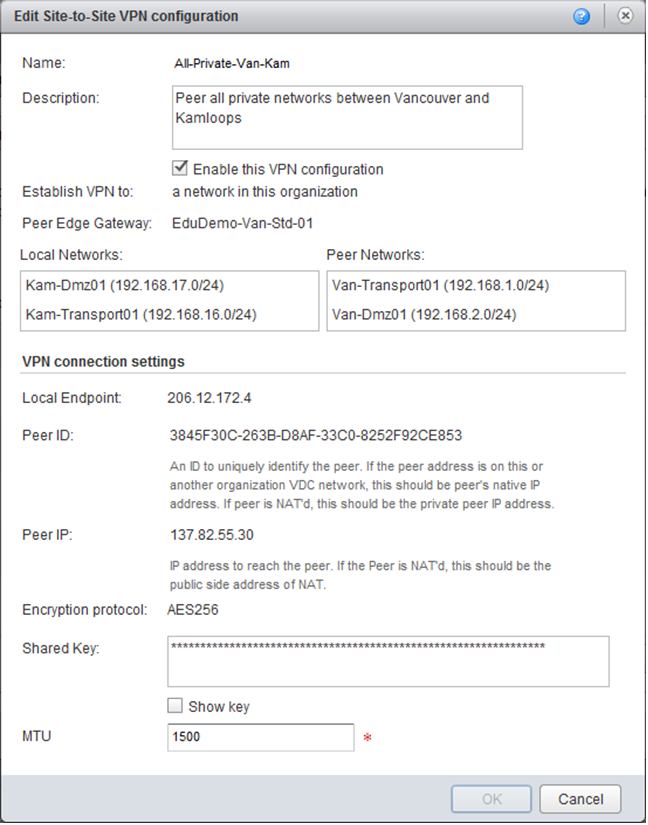 Edit Site-to-Site VPN configuration
Name: All-Private-Van-Kam
Description: Peer all private networks between Vancouver and
Kamloops
Enable this VPN configuration
Establish VPN to: a network in this organization
Peer Edge Gateway: EduDemo-Van-Std-01
Local Networks: Peer Networks:
Kam-Dmz01 (192.168.17.0/24) Van-Transport01 (192.168.1.0/24)
Kam-Transport01 (192.168.16.0/24) Van-Dmz01 (192.168.2.0/24)
VPN connection settings
Local Endpoint: 206.12.172.4
Peer ID: 3845F30C-263B-D8AF-33C0-8252F92CE853
An ID to uniquely identify the peer. If the peer address is on this or
another organization VDC network, this should be peer's native IP
address. If peer is NAT'd, this should be the private peer IP address.
Peer IP: 137.82.55.30
IP address to reach the peer. If the Peer is NAT'd, this should be the
public side address of NAT.
Encryption protocol: AES256
Shared Key: ****************************************************************
Show key
MTU 1500 *
OK Cancel